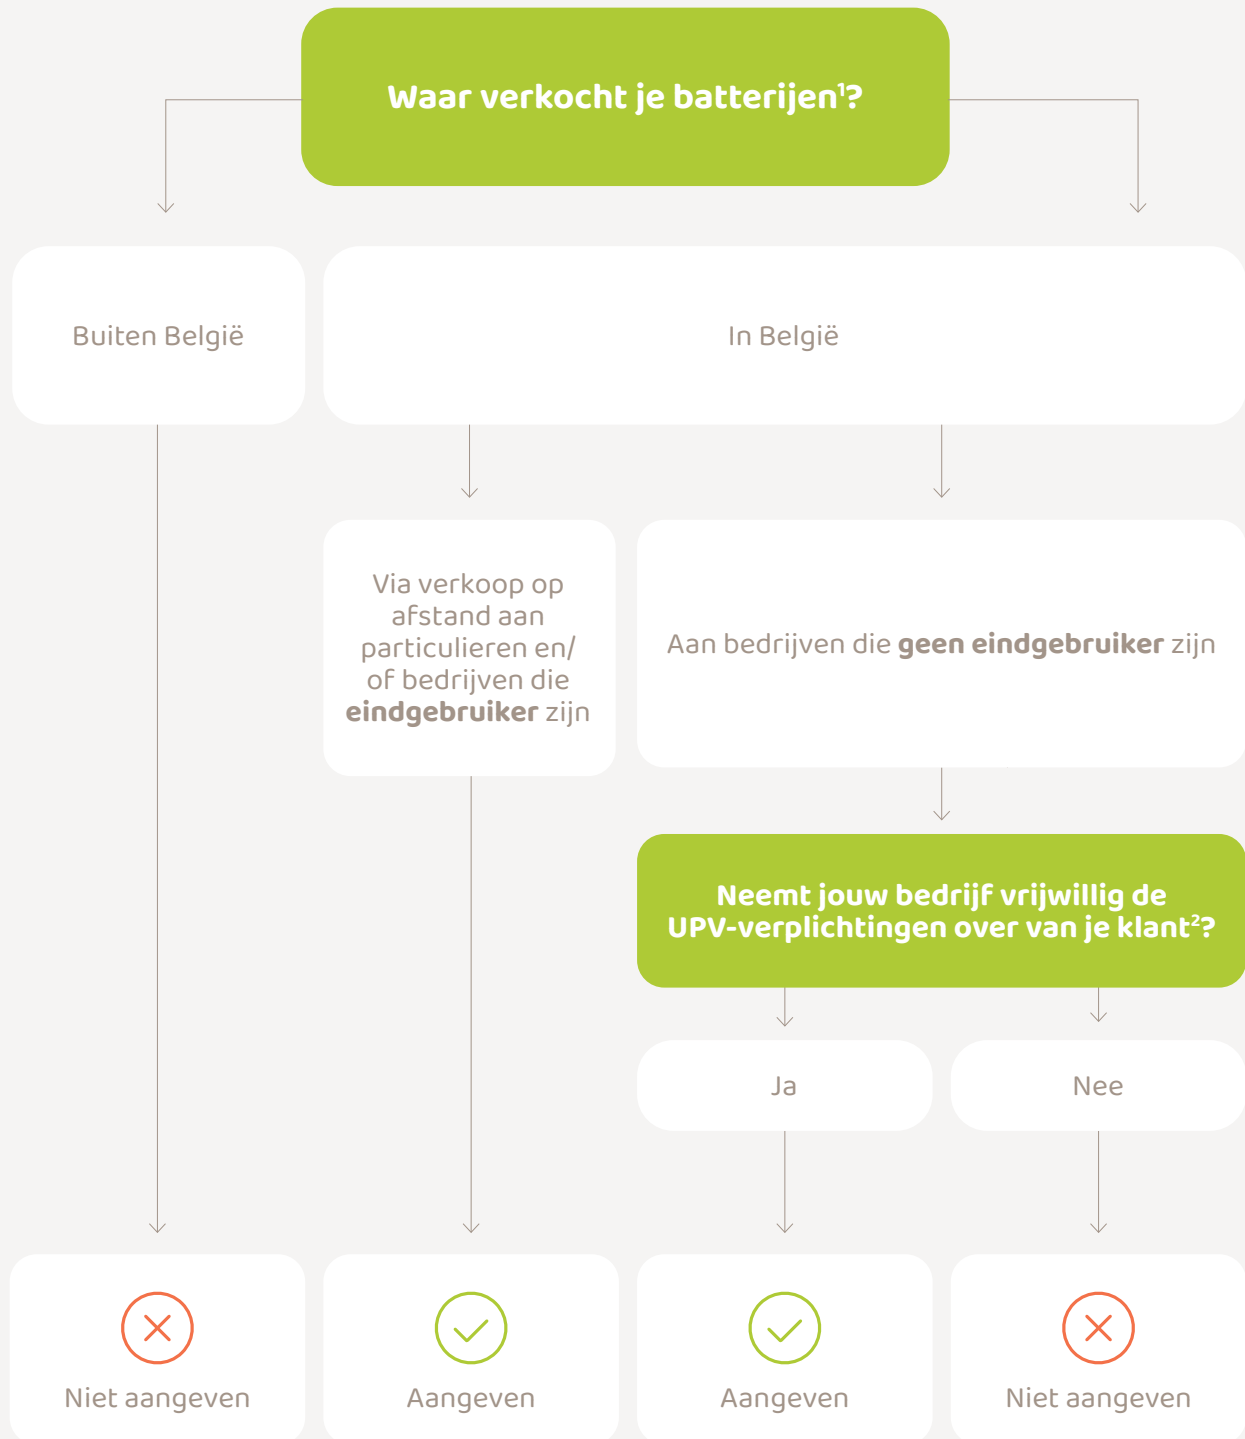 Waar verkocht je batterijen¹?
Buiten België
In België
Via verkoop op
afstand aan
particulieren en/
of bedrijven die
eindgebruiker zijn
Aan bedrijven die geen eindgebruiker zijn
Neemt jouw bedrijf vrijwillig de
UPV-verplichtingen over van je klant²?
Ja
Nee
Niet aangeven
Aangeven
Aangeven
Niet aangeven